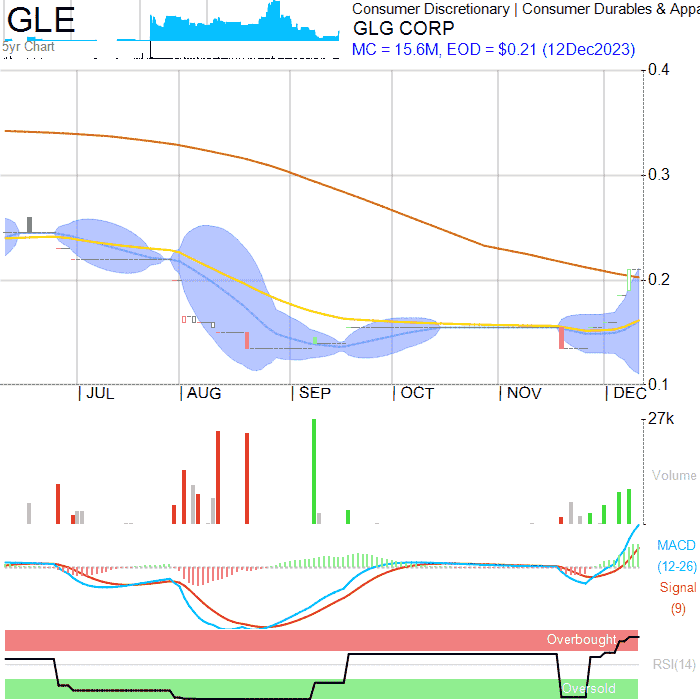 GLE
5yr Chart
Consumer Discretionary | Consumer Durables & Appa
GLG CORP
MC = 15.6M, EOD = $0.21 (12Dec2023)
0.4
0.3
0.2
0.1
| JUL | AUG | SEP | OCT | NOV | DEC
27k
Volume
MACD
(12-26)
Signal
(9)
Overbought
RSI(14)
Oversold